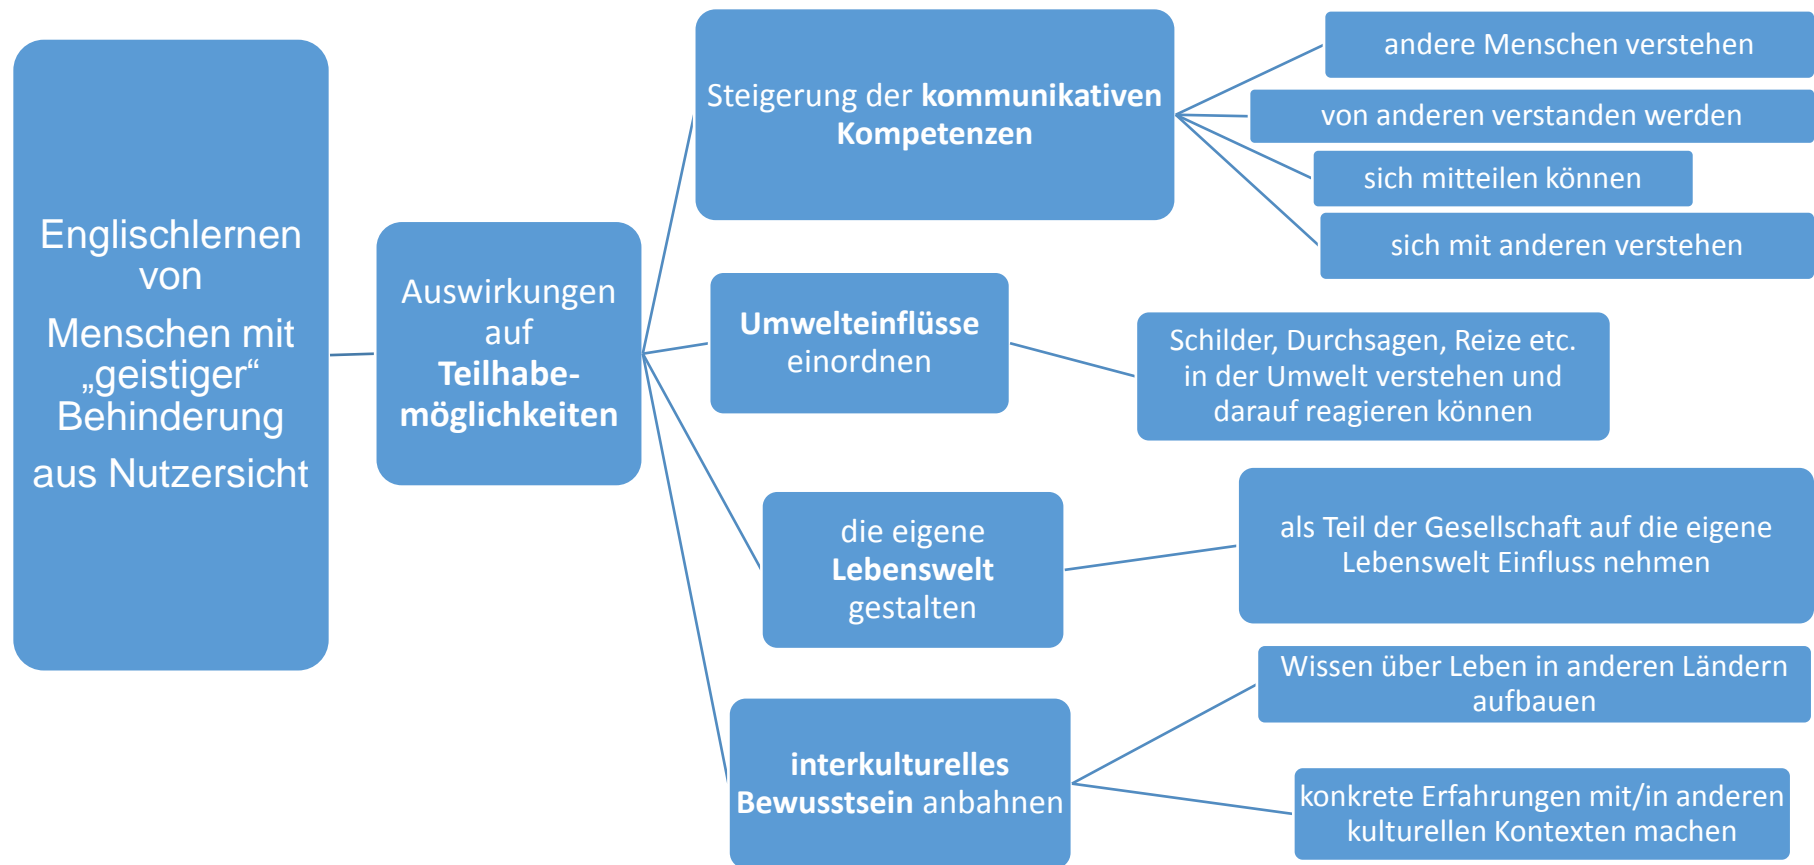 Englischlernen
von
Menschen mit
„geistiger“
Behinderung
aus Nutzersicht
Auswirkungen
auf
Teilhabe-
möglichkeiten
Steigerung der kommunikativen
Kompetenzen
andere Menschen verstehen
von anderen verstanden werden
sich mitteilen können
sich mit anderen verstehen
Umwelteinflüsse
einordnen
Schilder, Durchsagen, Reize etc.
in der Umwelt verstehen und
darauf reagieren können
die eigene
Lebenswelt
gestalten
als Teil der Gesellschaft auf die eigene
Lebenswelt Einfluss nehmen
interkulturelles
Bewusstsein anbahnen
Wissen über Leben in anderen Ländern
aufbauen
konkrete Erfahrungen mit/in anderen
kulturellen Kontexten machen